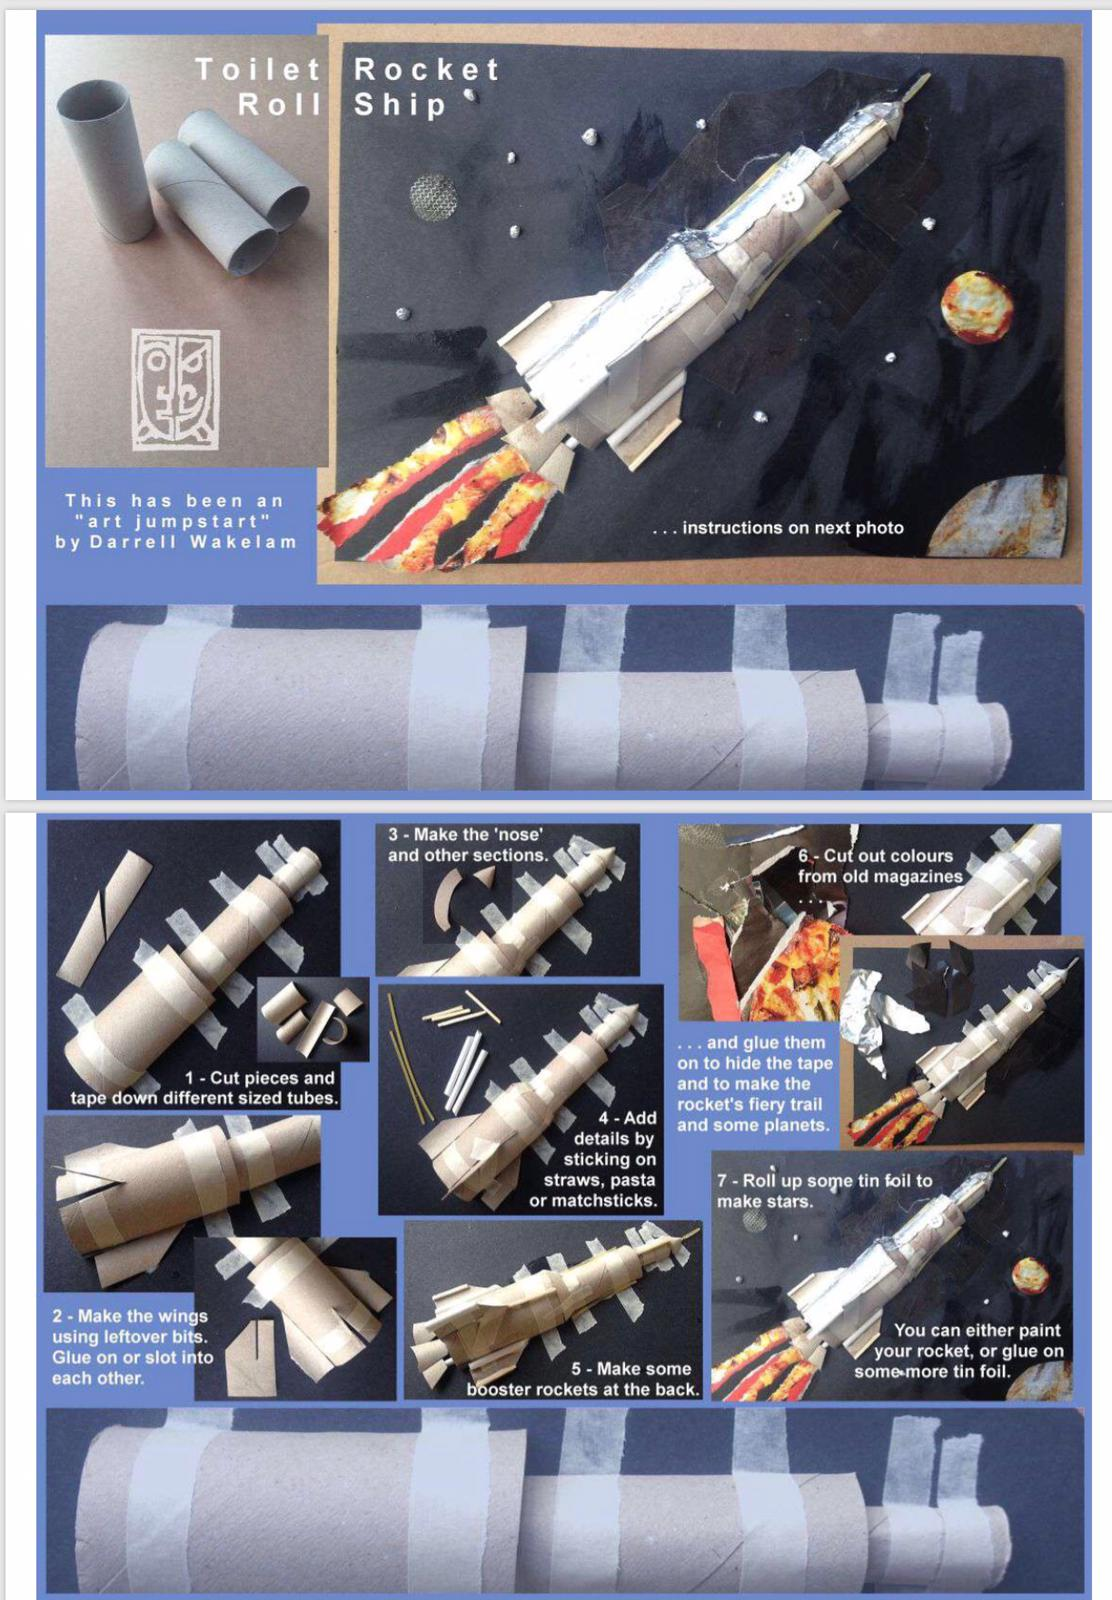 Toilet Rocket
Roll Ship
This has been an
"art jumpstart"
by Darrell Wakelam
. . . instructions on next photo
1 - Cut pieces and
tape down different sized tubes.
2 - Make the wings
using leftover bits.
Glue on or slot into
each other.
3 - Make the 'nose'
and other sections.
4 - Add
details by
sticking on
straws, pasta
or matchsticks.
5 - Make some
booster rockets at the back.
6 - Cut out colours
from old magazines
. . .
. . . and glue them
on to hide the tape
and to make the
rocket's fiery trail
and some planets.
7 - Roll up some tin foil to
make stars.
You can either paint
your rocket, or glue on
some more tin foil.